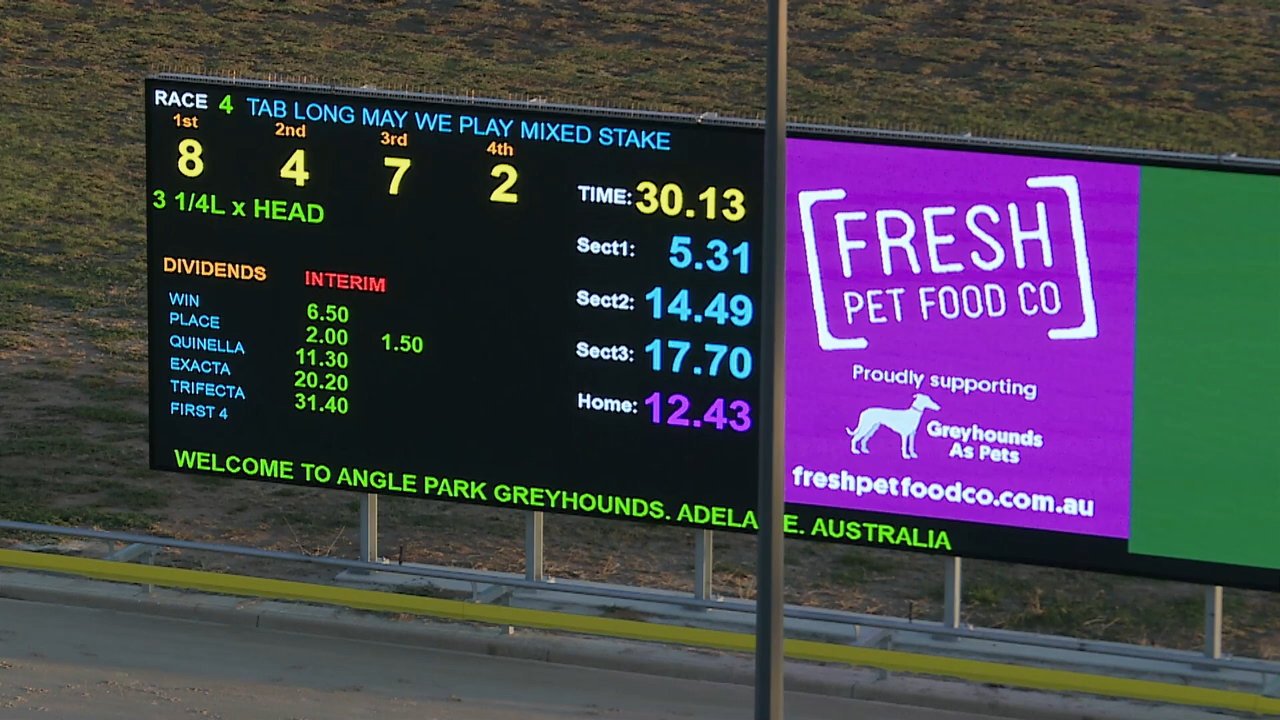 RACE 4 TAB LONG MAY WE PLAY MIXED STAKE
1st 2nd 3rd 4th
8 4 7 2
3 1/4L x HEAD
TIME: 30.13
Sect1: 5.31
Sect2: 14.49
Sect3: 17.70
Home: 12.43
DIVIDENDS INTERIM
WIN 6.50
PLACE 2.00 1.50
QUINELLA 11.30
EXACTA 20.20
TRIFECTA 31.40
FIRST 4
WELCOME TO ANGLE PARK GREYHOUNDS. ADELA E. AUSTRALIA
FRESH
PET FOOD CO
Proudly supporting
Greyhounds
As Pets
freshpetfoodco.com.au